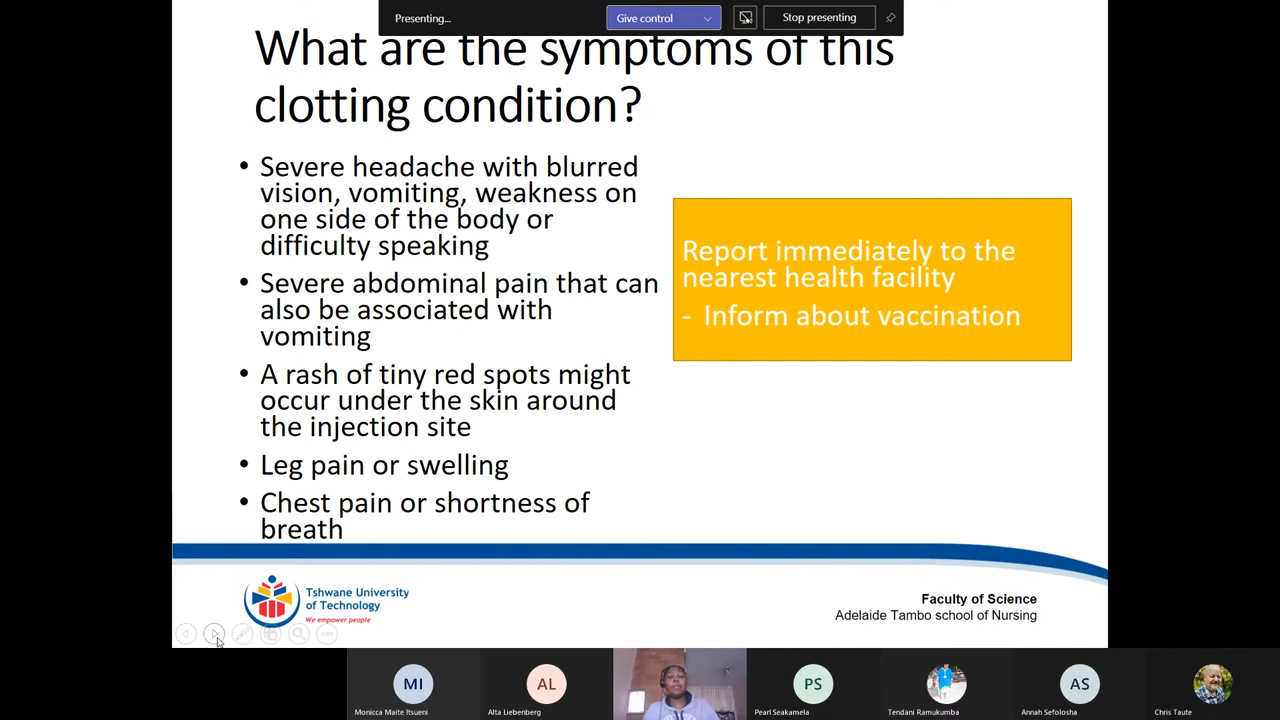 Presenting...
Give control
Stop presenting
What are the symptoms of this
clotting condition?
• Severe headache with blurred
vision, vomiting, weakness on
one side of the body or
difficulty speaking
• Severe abdominal pain that can
also be associated with
vomiting
• A rash of tiny red spots might
occur under the skin around
the injection site
• Leg pain or swelling
• Chest pain or shortness of
breath
Report immediately to the
nearest health facility
- Inform about vaccination
Tshwane University
of Technology
We empower people
Faculty of Science
Adelaide Tambo school of Nursing
MI
AL
PS
AS
Monicca Maite Itsueni
Alta Liebenberg
Pearl Seakamela
Tendani Ramukumba
Annah Sefolosha
Chris Taute